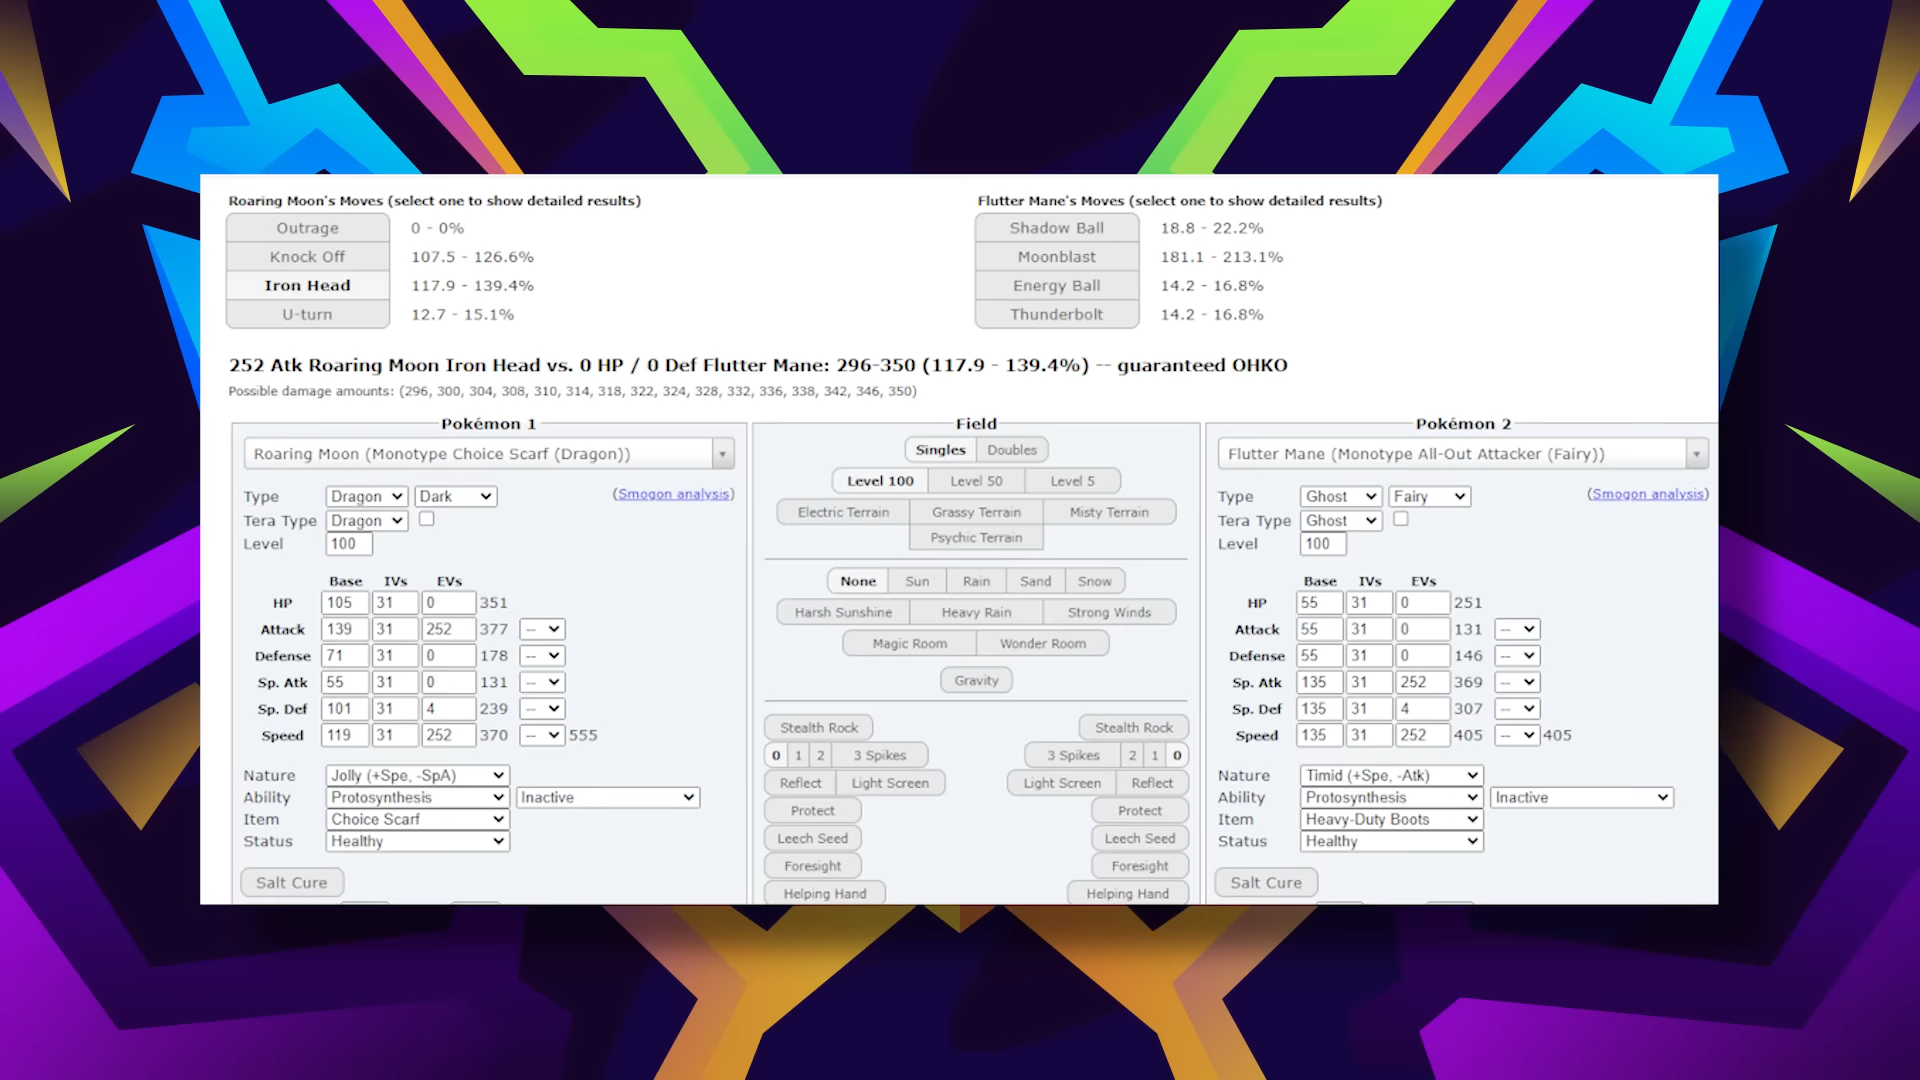 Roaring Moon's Moves (select one to show detailed results)
Outrage 0 - 0%
Knock Off 107.5 - 126.6%
Iron Head 117.9 - 139.4%
U-turn 12.7 - 15.1%
Flutter Mane's Moves (select one to show detailed results)
Shadow Ball 18.8 - 22.2%
Moonblast 181.1 - 213.1%
Energy Ball 14.2 - 16.8%
Thunderbolt 14.2 - 16.8%
252 Atk Roaring Moon Iron Head vs. 0 HP / 0 Def Flutter Mane: 296-350 (117.9 - 139.4%) -- guaranteed OHKO
Possible damage amounts: (296, 300, 304, 308, 310, 314, 318, 322, 324, 328, 332, 336, 338, 342, 346, 350)
Pokémon 1
Roaring Moon (Monotype Choice Scarf (Dragon))
Type Dragon Dark (Smogon analysis)
Tera Type Dragon
Level 100
Base IVs EVs
HP 105 31 0 351
Attack 139 31 252 377 --
Defense 71 31 0 178 --
Sp. Atk 55 31 0 131 --
Sp. Def 101 31 4 239 --
Speed 119 31 252 370 -- 555
Nature Jolly (+Spe, -SpA)
Ability Protosynthesis Inactive
Item Choice Scarf
Status Healthy
Salt Cure
Field
Singles Doubles
Level 100 Level 50 Level 5
Electric Terrain Grassy Terrain Misty Terrain
Psychic Terrain
None Sun Rain Sand Snow
Harsh Sunshine Heavy Rain Strong Winds
Magic Room Wonder Room
Gravity
Stealth Rock Stealth Rock
0 1 2 3 Spikes 3 Spikes 2 1 0
Reflect Light Screen Light Screen Reflect
Protect Protect
Leech Seed Leech Seed
Foresight Foresight
Helping Hand Helping Hand
Pokémon 2
Flutter Mane (Monotype All-Out Attacker (Fairy))
Type Ghost Fairy (Smogon analysis)
Tera Type Ghost
Level 100
Base IVs EVs
HP 55 31 0 251
Attack 55 31 0 131 --
Defense 55 31 0 146 --
Sp. Atk 135 31 252 369 --
Sp. Def 135 31 4 307 --
Speed 135 31 252 405 -- 405
Nature Timid (+Spe, -Atk)
Ability Protosynthesis Inactive
Item Heavy-Duty Boots
Status Healthy
Salt Cure